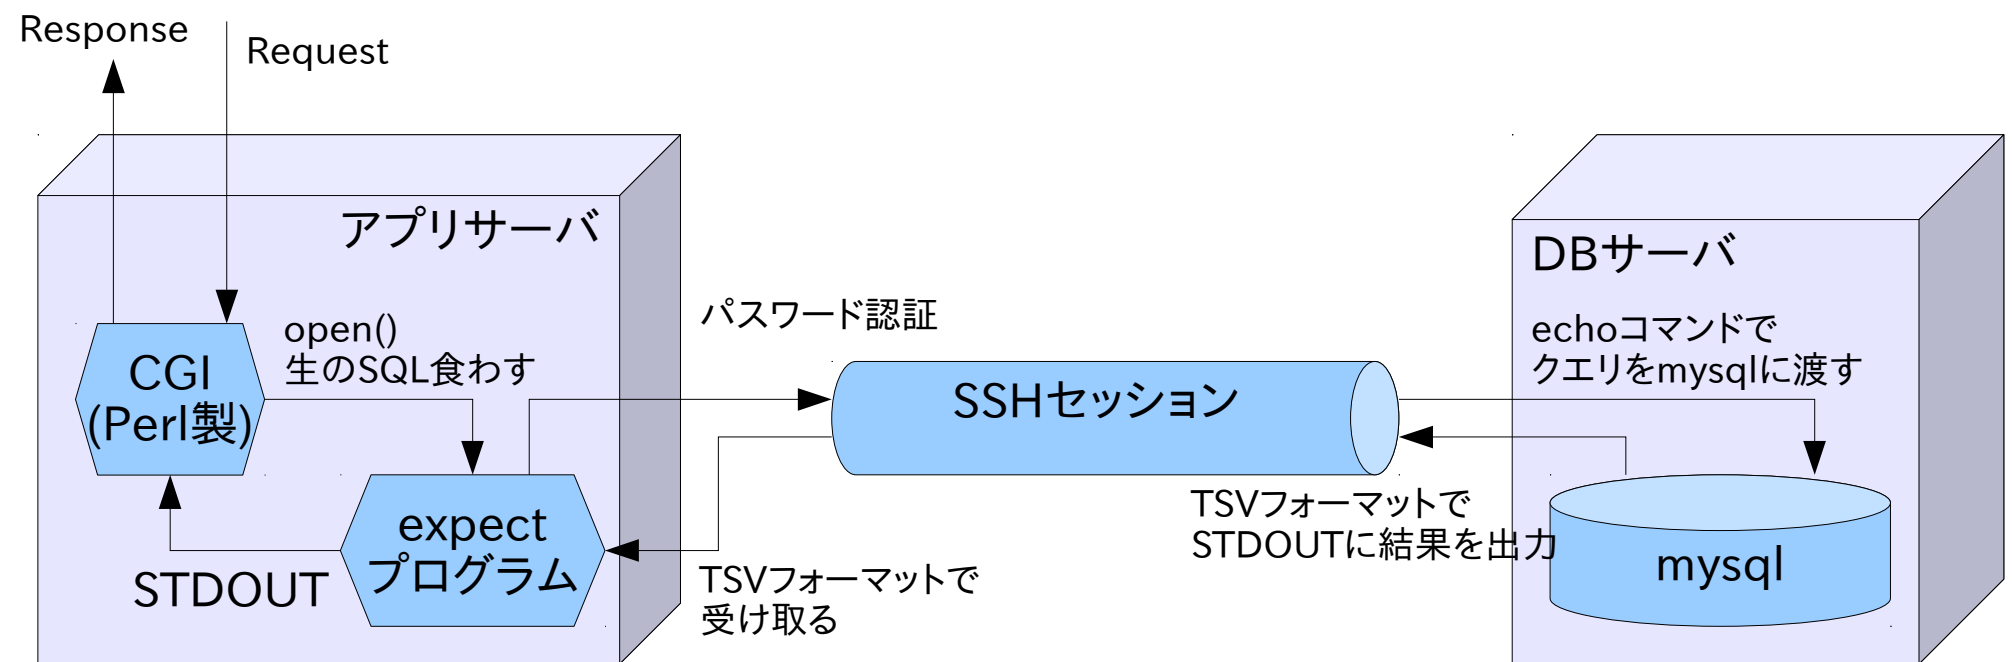 Response
Request
アプリサーバ
DBサーバ
open()
生のSQL食わす
CGI
(Perl製)
パスワード認証
SSHセッション
echoコマンドで
クエリをmysqlに渡す
expect
プログラム
STDOUT
TSVフォーマットで
受け取る
TSVフォーマットで
STDOUTに結果を出力
mysql